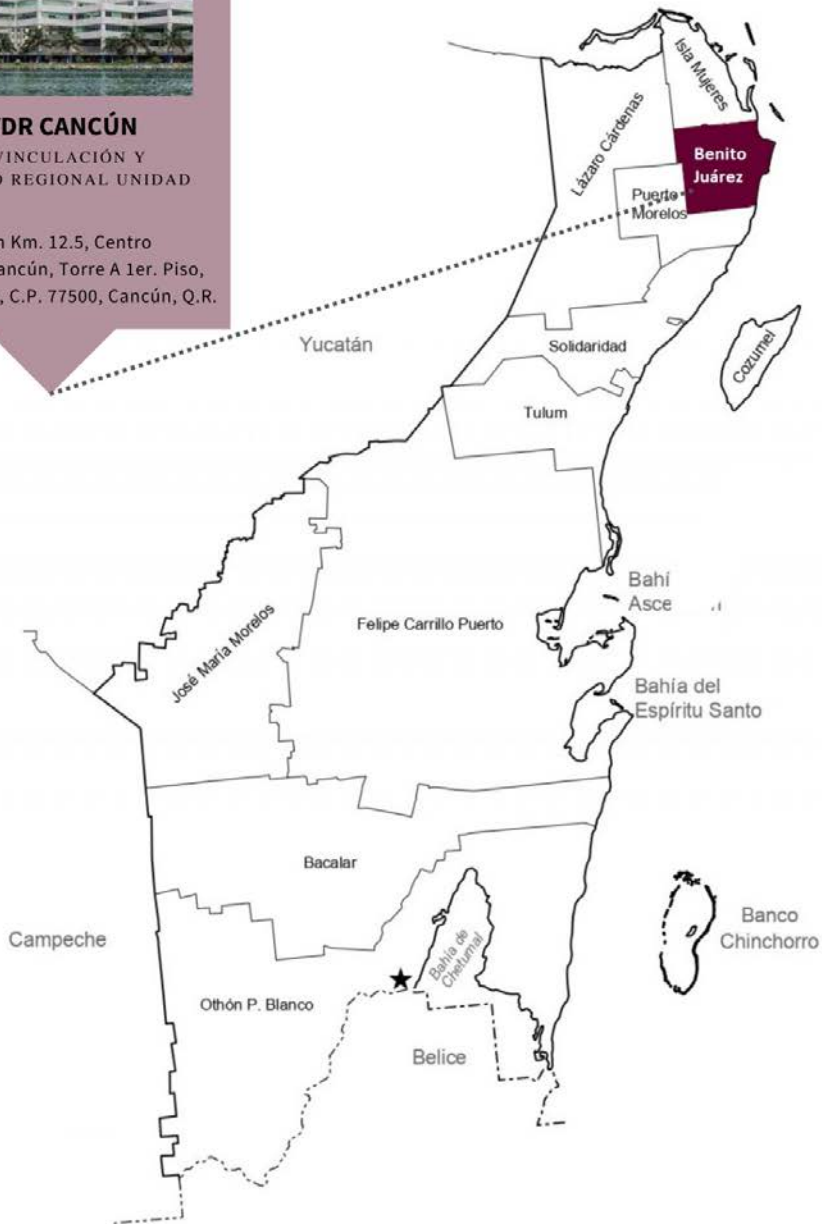 CANCÚN
VINCULACIÓN Y
REGIONAL UNIDAD
Km. 12.5, Centro
Torre A 1er. Piso,
C.P. 77500, Cancún, Q.R.
Isla Mujeres
Lázaro Cárdenas
Benito
Juárez
Puerto
Morelos
Yucatán
Solidaridad
Cozumel
Tulum
Bahí
Asce
José María Morelos
Felipe Carrillo Puerto
Bahía del
Espíritu Santo
Bacalar
Campeche
Bahía de
Chetumal
Banco
Chinchorro
Othón P. Blanco
Belice